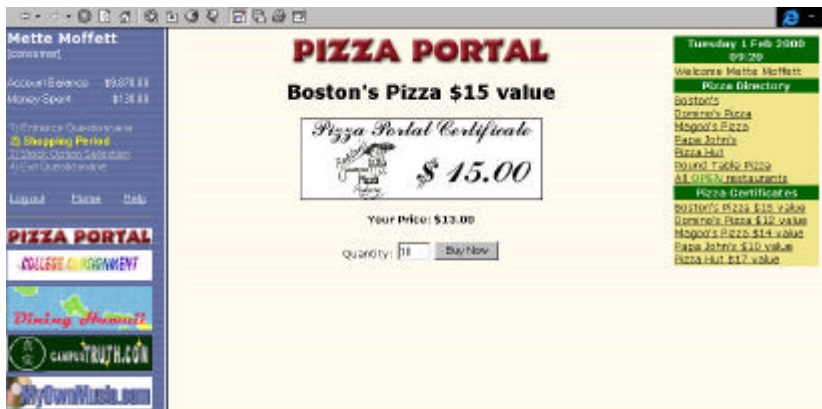 Mette Moffett
[consumer]
Account Balance $9,870.00
Money Spent $130.00
1) Entrance Questionnaire
2) Shopping Period
3) Stock Option Selection
4) Exit Questionnaire
Logout Home Help
PIZZA PORTAL
COLLEGE
Dining Hawaii
CAMPUSTRUTH.COM
MyOwnMusic.com
PIZZA PORTAL
Boston's Pizza $15 value
Pizza Portal Certificate
$ 15.00
Your Price: $13.00
Quantity: 10 Buy Now
Tuesday 1 Feb 2000
09:20
Welcome Mette Moffett
Pizza Directory
Boston's
Domino's Pizza
Magoo's Pizza
Papa John's
Pizza Hut
Round Table Pizza
All OPEN restaurants
Pizza Certificates
Boston's Pizza $15 value
Domino's Pizza $12 value
Magoo's Pizza $14 value
Papa John's $10 value
Pizza Hut $17 value